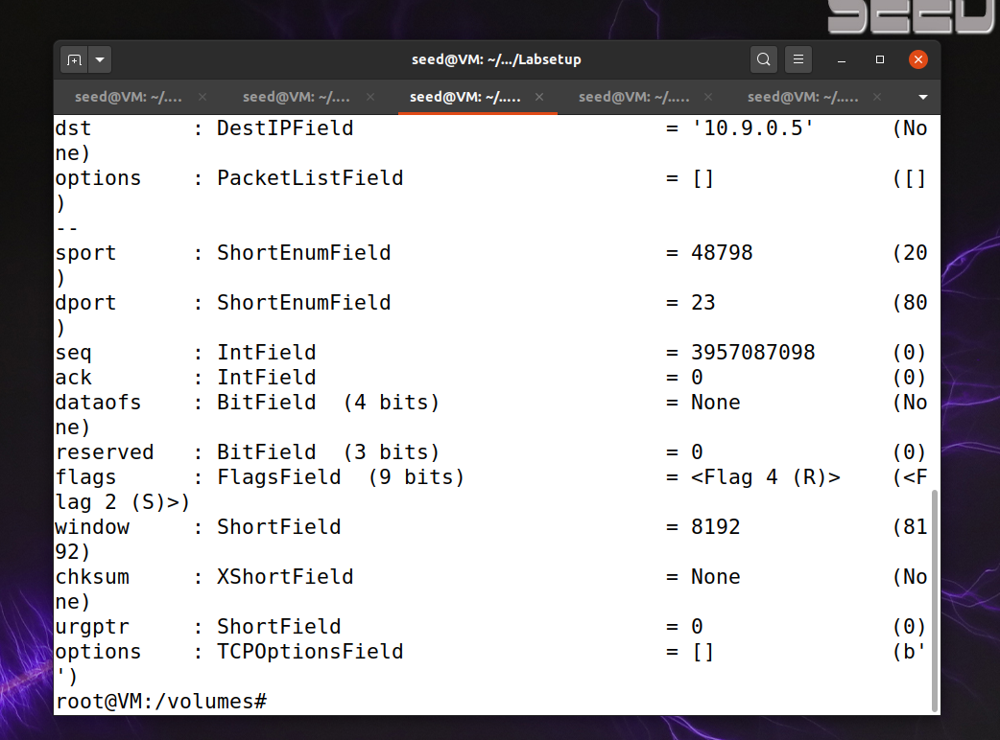 SEED
seed@VM: ~/.../Labsetup
seed@VM: ~/.... × seed@VM: ~/.... × seed@VM: ~/..... × seed@VM: ~/..... × seed@VM: ~/..... ×
dst        : DestIPField                         = '10.9.0.5'      (No
ne)
options    : PacketListField                     = []              ([]
)
--
sport      : ShortEnumField                      = 48798           (20
)
dport      : ShortEnumField                      = 23              (80
)
seq        : IntField                            = 3957087098      (0)
ack        : IntField                            = 0               (0)
dataofs    : BitField  (4 bits)                  = None            (No
ne)
reserved   : BitField  (3 bits)                  = 0               (0)
flags      : FlagsField  (9 bits)                = <Flag 4 (R)>    (<F
lag 2 (S)>)
window     : ShortField                          = 8192            (81
92)
chksum     : XShortField                         = None            (No
ne)
urgptr     : ShortField                          = 0               (0)
options    : TCPOptionsField                     = []              (b'
')
root@VM:/volumes#